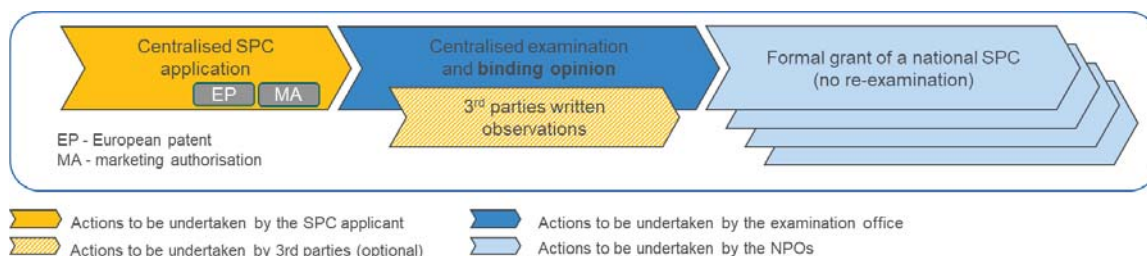 Centralised SPC
application
EP MA
Centralised examination
and binding opinion
3rd parties written
observations
Formal grant of a national SPC
(no re-examination)
EP - European patent
MA - marketing authorisation
Actions to be undertaken by the SPC applicant
Actions to be undertaken by the examination office
Actions to be undertaken by 3rd parties (optional)
Actions to be undertaken by the NPOs